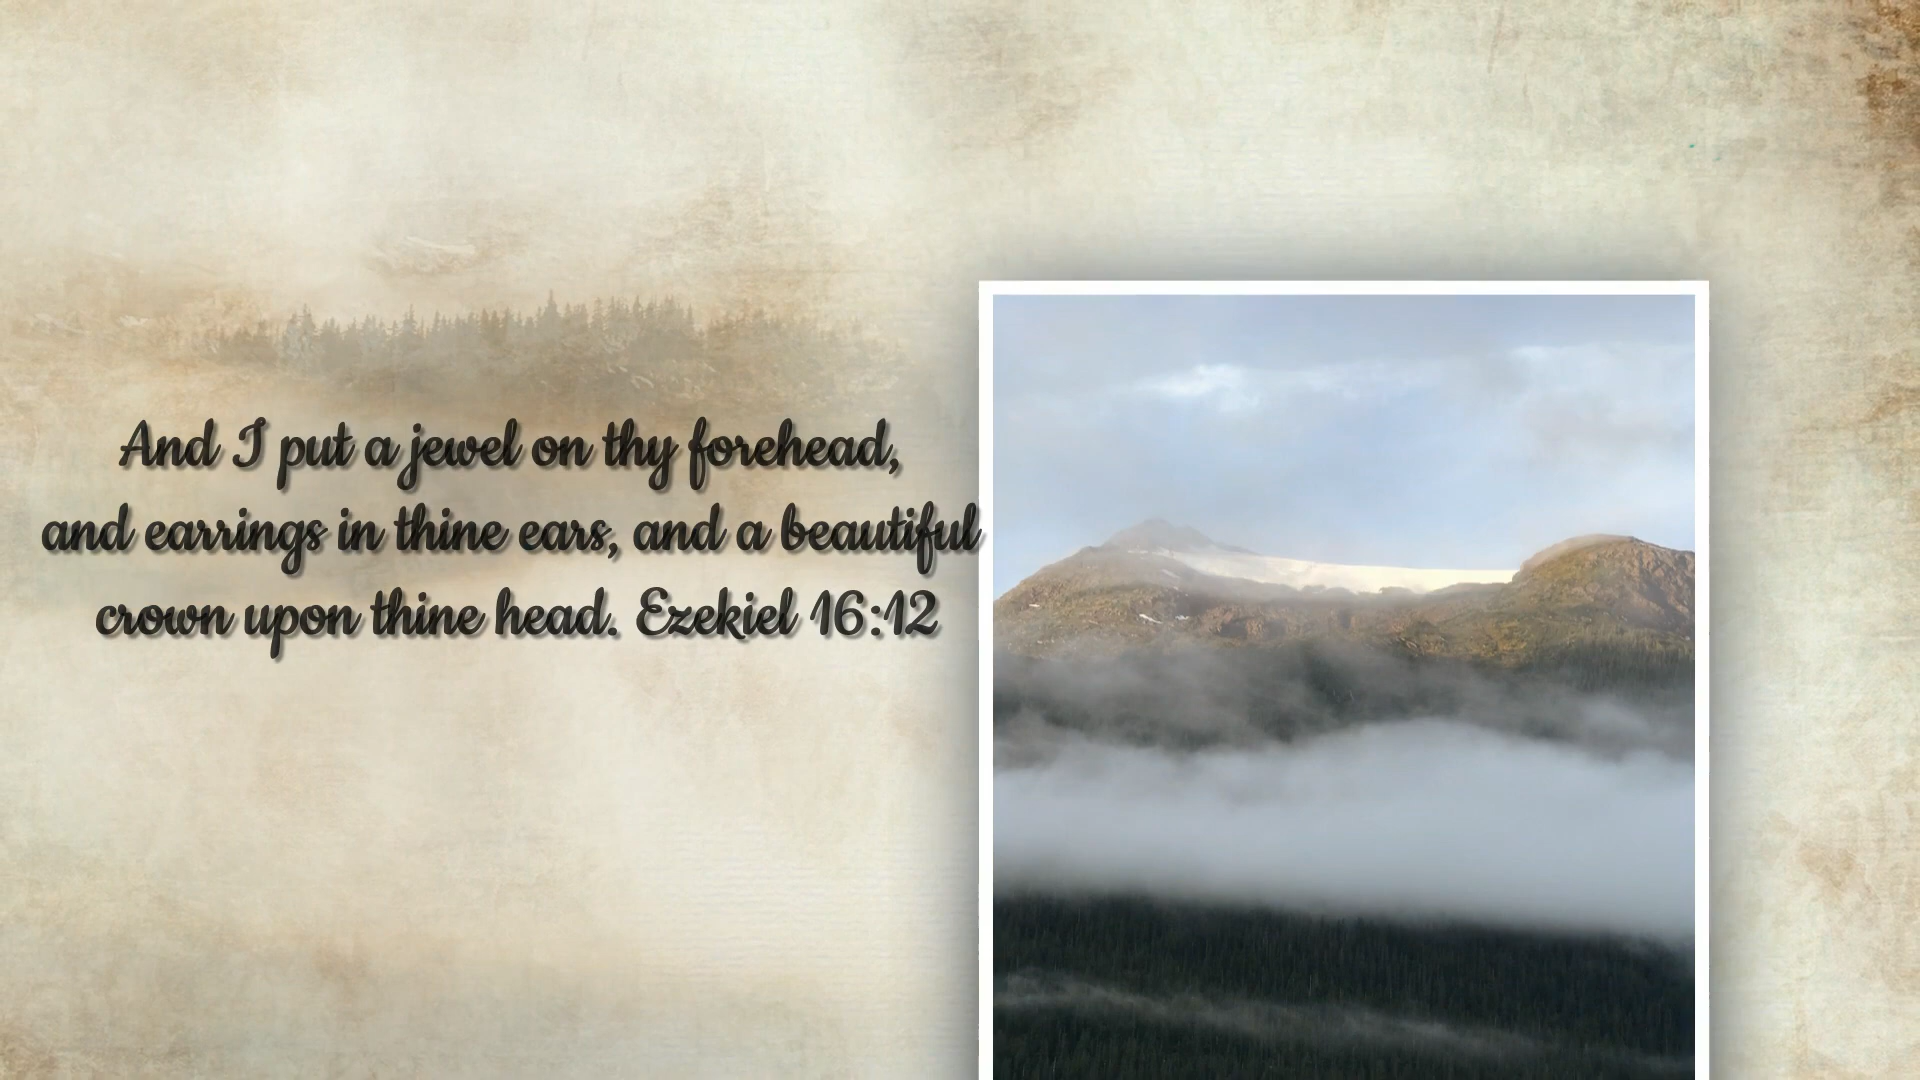 And I put a jewel on thy forehead,
and earrings in thine ears, and a beautiful
crown upon thine head. Ezekiel 16:12